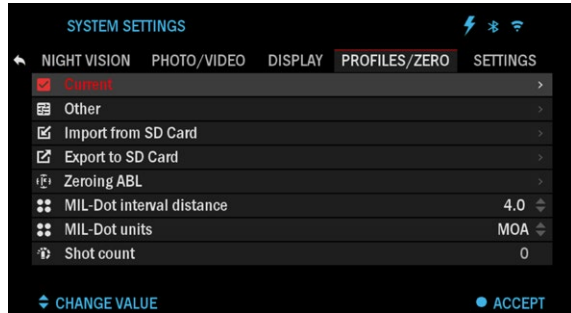 SYSTEM SETTINGS
NIGHT VISION PHOTO/VIDEO DISPLAY PROFILES/ZERO SETTINGS
Current
Other
Import from SD Card
Export to SD Card
Zeroing ABL
MIL-Dot interval distance 4.0
MIL-Dot units MOA
Shot count 0
CHANGE VALUE ACCEPT